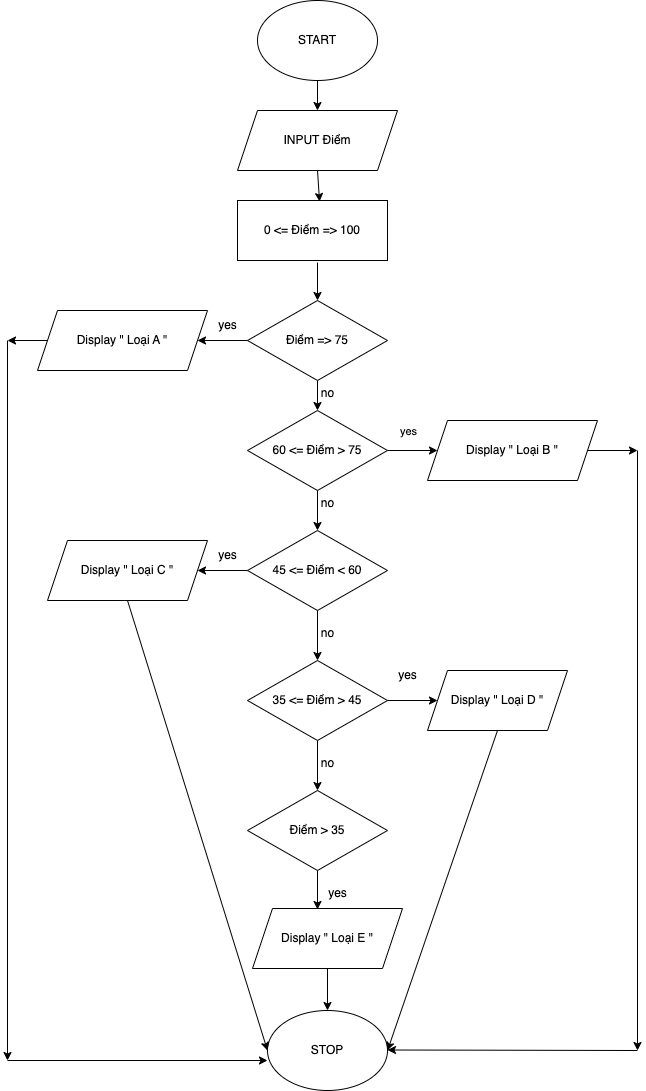 START
INPUT Điểm
0 <= Điểm => 100
Điểm => 75
yes
Display " Loại A "
no
60 <= Điểm > 75
yes
Display " Loại B "
no
45 <= Điểm < 60
yes
Display " Loại C "
no
35 <= Điểm > 45
yes
Display " Loại D "
no
Điểm > 35
yes
Display " Loại E "
STOP